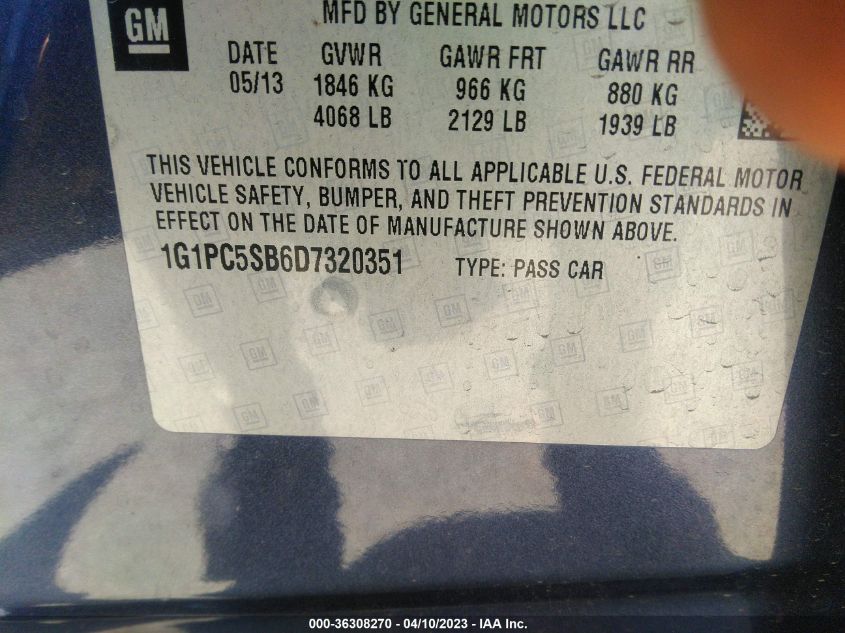 GM
MFD BY GENERAL MOTORS LLC
DATE GVWR GAWR FRT GAWR RR
05/13 1846 KG 966 KG 880 KG
4068 LB 2129 LB 1939 LB
THIS VEHICLE CONFORMS TO ALL APPLICABLE U.S. FEDERAL MOTOR
VEHICLE SAFETY, BUMPER, AND THEFT PREVENTION STANDARDS IN
EFFECT ON THE DATE OF MANUFACTURE SHOWN ABOVE.
1G1PC5SB6D7320351 TYPE: PASS CAR
000-36308270 - 04/10/2023 - IAA Inc.